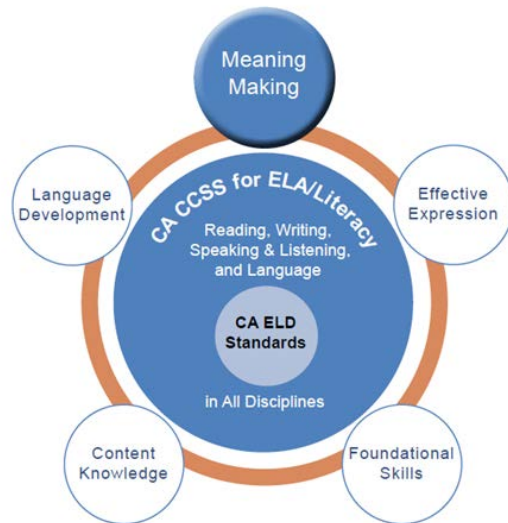 Meaning
Making
Language
Development
Effective
Expression
CA CCSS for ELA/Literacy
Reading, Writing,
Speaking & Listening,
and Language
CA ELD
Standards
in All Disciplines
Content
Knowledge
Foundational
Skills